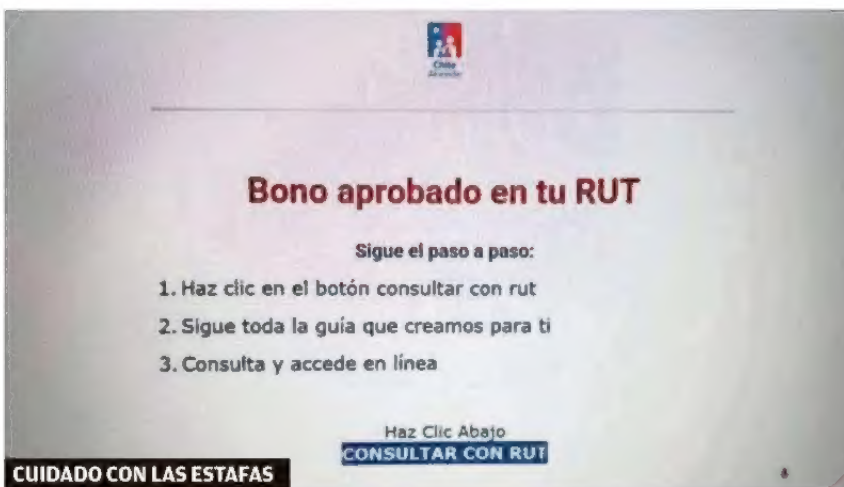 Chile
Atiende
Bono aprobado en tu RUT
Sigue el paso a paso:
1. Haz clic en el botón consultar con rut
2. Sigue toda la guía que creamos para ti
3. Consulta y accede en línea
Haz Clic Abajo
CONSULTAR CON RUT
CUIDADO CON LAS ESTAFAS